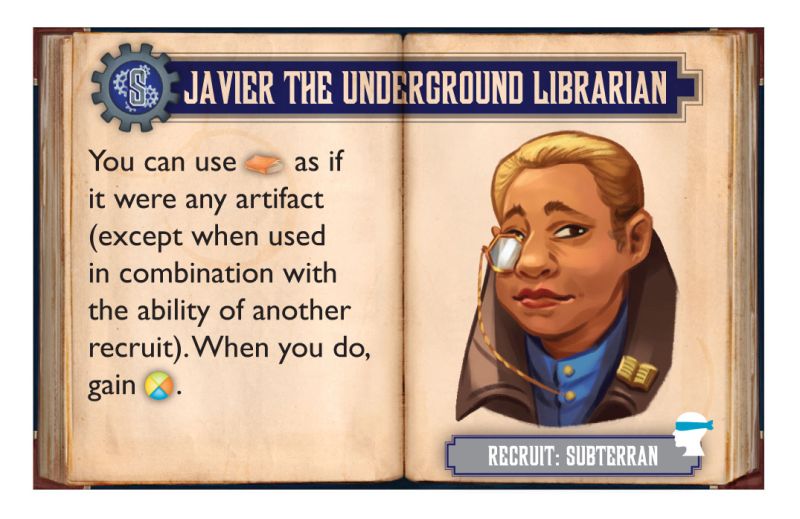 S JAVIER THE UNDERGROUND LIBRARIAN
You can use as if
it were any artifact
(except when used
in combination with
the ability of another
recruit). When you do,
gain .
RECRUIT: SUBTERRAN